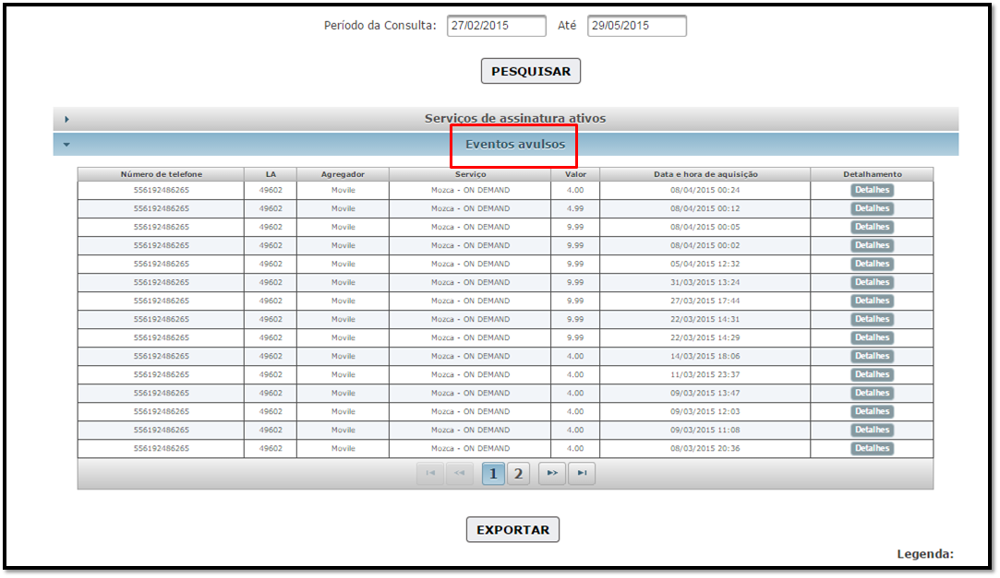 Período da Consulta: 27/02/2015 Até 29/05/2015
PESQUISAR
Serviços de assinatura ativos
Eventos avulsos
Número de telefone LA Agregador Serviço Valor Data e hora de aquisição Detalhamento
556192486265 49602 Movile Mozca - ON DEMAND 4.00 08/04/2015 00:24 Detalhes
556192486265 49602 Movile Mozca - ON DEMAND 4.99 08/04/2015 00:12 Detalhes
556192486265 49602 Movile Mozca - ON DEMAND 9.99 08/04/2015 00:05 Detalhes
556192486265 49602 Movile Mozca - ON DEMAND 9.99 08/04/2015 00:02 Detalhes
556192486265 49602 Movile Mozca - ON DEMAND 9.99 05/04/2015 12:32 Detalhes
556192486265 49602 Movile Mozca - ON DEMAND 9.99 31/03/2015 13:24 Detalhes
556192486265 49602 Movile Mozca - ON DEMAND 9.99 27/03/2015 17:44 Detalhes
556192486265 49602 Movile Mozca - ON DEMAND 9.99 22/03/2015 14:31 Detalhes
556192486265 49602 Movile Mozca - ON DEMAND 9.99 22/03/2015 14:29 Detalhes
556192486265 49602 Movile Mozca - ON DEMAND 4.00 14/03/2015 18:06 Detalhes
556192486265 49602 Movile Mozca - ON DEMAND 4.00 11/03/2015 23:37 Detalhes
556192486265 49602 Movile Mozca - ON DEMAND 4.00 09/03/2015 13:47 Detalhes
556192486265 49602 Movile Mozca - ON DEMAND 4.00 09/03/2015 12:03 Detalhes
556192486265 49602 Movile Mozca - ON DEMAND 4.00 09/03/2015 11:08 Detalhes
556192486265 49602 Movile Mozca - ON DEMAND 4.00 08/03/2015 20:36 Detalhes
1 2
EXPORTAR
Legenda: